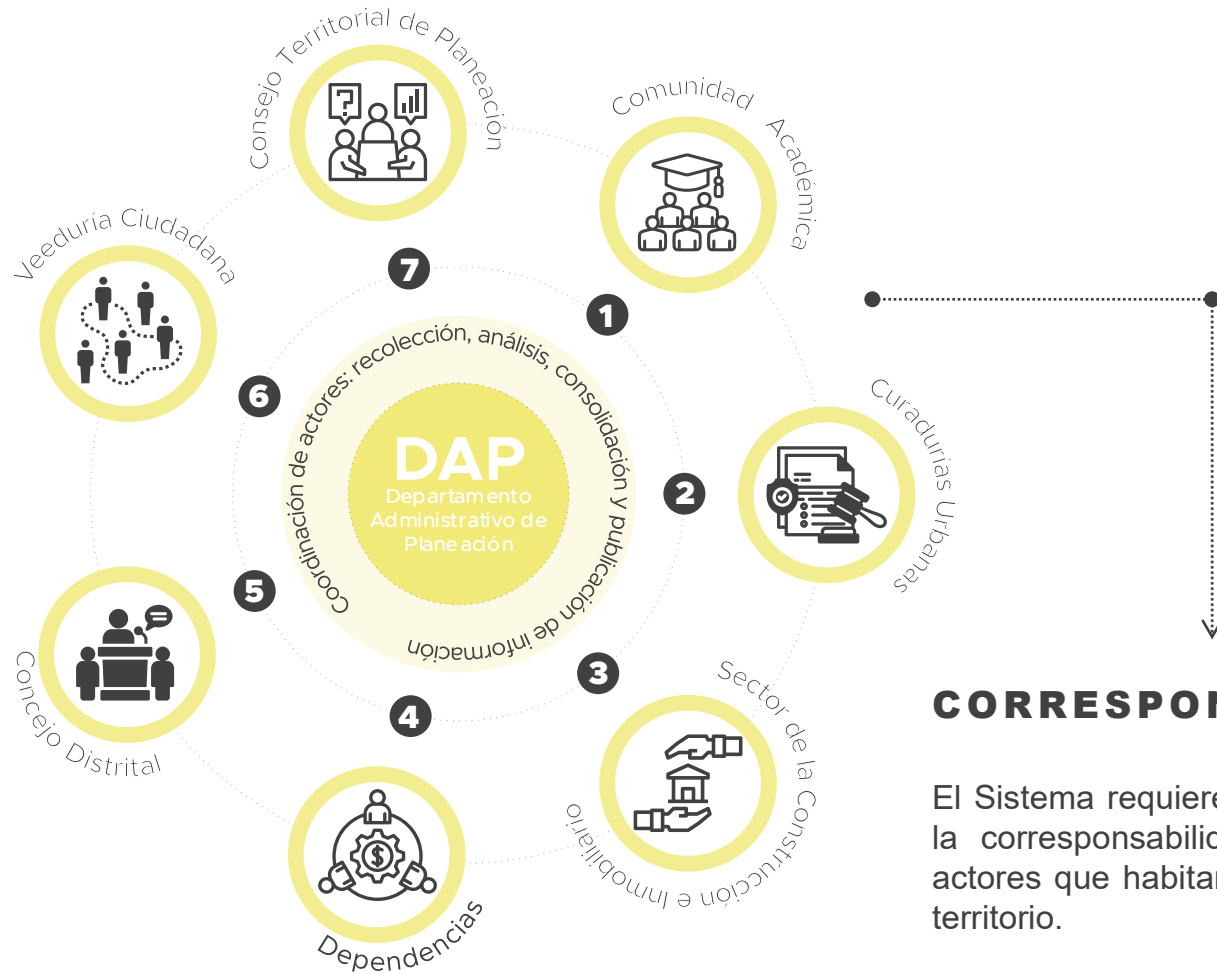 Consejo Territorial de Planeación
Comunidad Académica
Veeduría Ciudadana
7
1
6
Coordinación de actores: recolección, análisis, consolidación y publicación de información
DAP
Departamento
Administrativo de
Planeación
2
Curadurías Urbanas
5
3
4
Concejo Distrital
Sector de la Construcción e Inmobiliario
Dependencias
CORRESPON
El Sistema requiere
la corresponsabilid
actores que habitan
territorio.